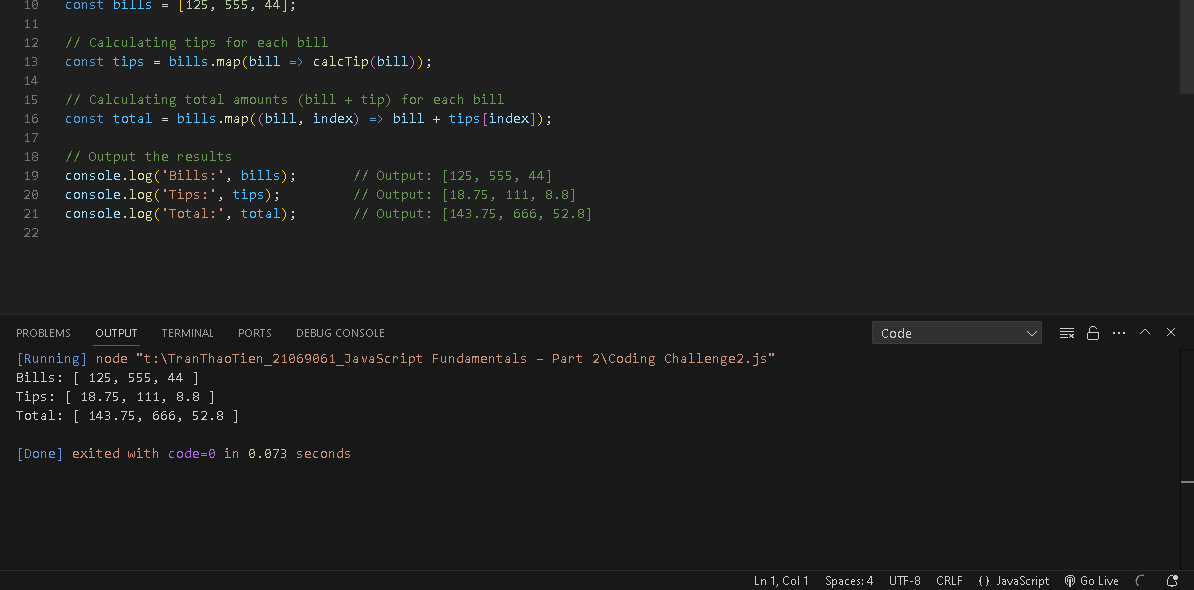 10 const bills = [125, 555, 44];
11
12 // Calculating tips for each bill
13 const tips = bills.map(bill => calcTip(bill));
14
15 // Calculating total amounts (bill + tip) for each bill
16 const total = bills.map((bill, index) => bill + tips[index]);
17
18 // Output the results
19 console.log('Bills:', bills); // Output: [125, 555, 44]
20 console.log('Tips:', tips); // Output: [18.75, 111, 8.8]
21 console.log('Total:', total); // Output: [143.75, 666, 52.8]
22
PROBLEMS OUTPUT TERMINAL PORTS DEBUG CONSOLE Code
[Running] node "t:\TranThaoTien_21069061_JavaScript Fundamentals – Part 2\Coding Challenge2.js"
Bills: [ 125, 555, 44 ]
Tips: [ 18.75, 111, 8.8 ]
Total: [ 143.75, 666, 52.8 ]
[Done] exited with code=0 in 0.073 seconds
Ln 1, Col 1 Spaces: 4 UTF-8 CRLF {} JavaScript Go Live